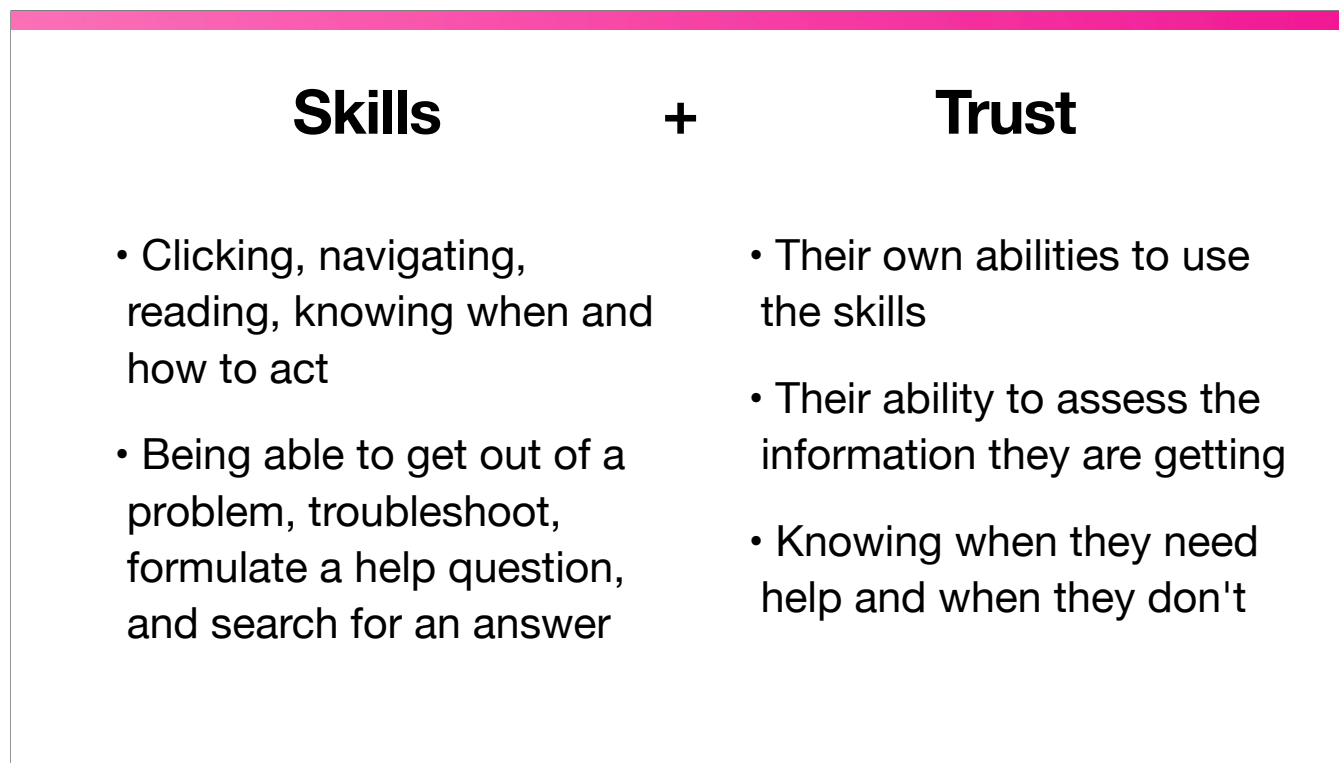 Skills + Trust
• Clicking, navigating,
reading, knowing when and
how to act
• Being able to get out of a
problem, troubleshoot,
formulate a help question,
and search for an answer
• Their own abilities to use
the skills
• Their ability to assess the
information they are getting
• Knowing when they need
help and when they don't